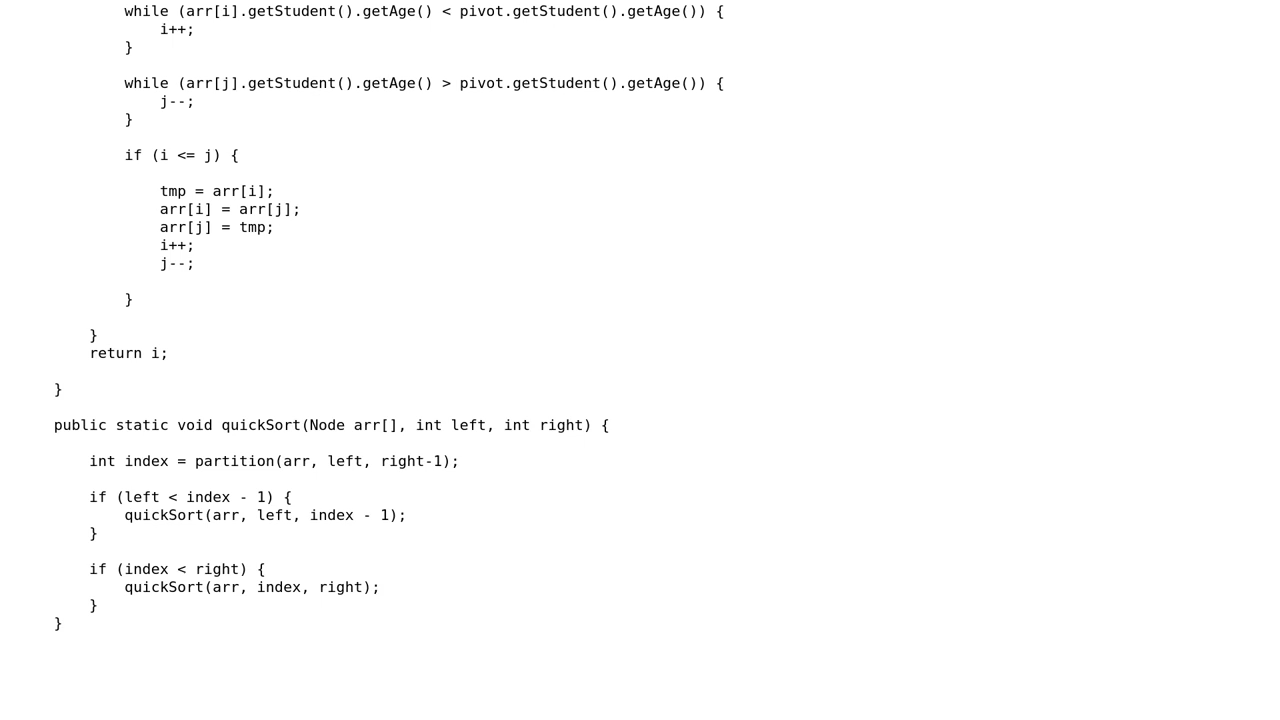 while (arr[i].getStudent().getAge() < pivot.getStudent().getAge()) {
i++;
}
while (arr[j].getStudent().getAge() > pivot.getStudent().getAge()) {
j--;
}
if (i <= j) {
tmp = arr[i];
arr[i] = arr[j];
arr[j] = tmp;
i++;
j--;
}
}
return i;
}
public static void quickSort(Node arr[], int left, int right) {
int index = partition(arr, left, right-1);
if (left < index - 1) {
quickSort(arr, left, index - 1);
}
if (index < right) {
quickSort(arr, index, right);
}
}